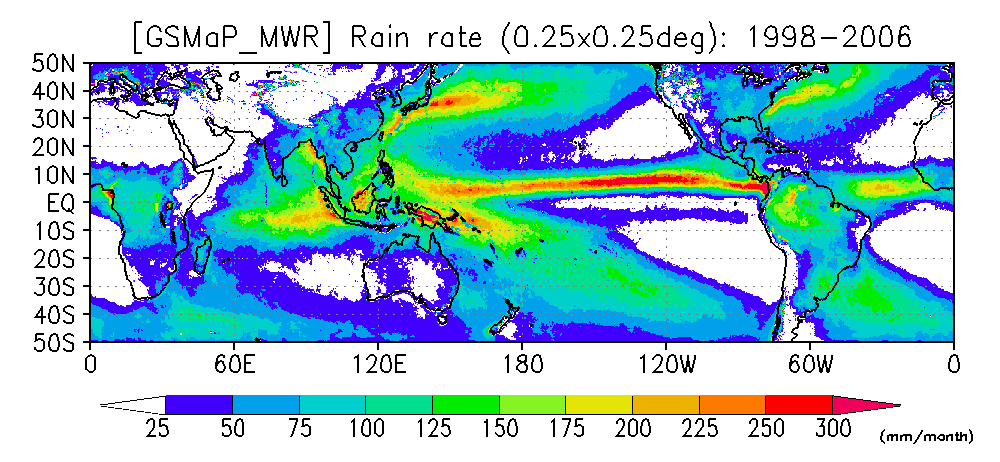 [GSMaP_MWR] Rain rate (0.25x0.25deg): 1998-2006
50N
40N
30N
20N
10N
EQ
10S
20S
30S
40S
50S
0 60E 120E 180 120W 60W 0
25 50 75 100 125 150 175 200 225 250 300
(mm/month)